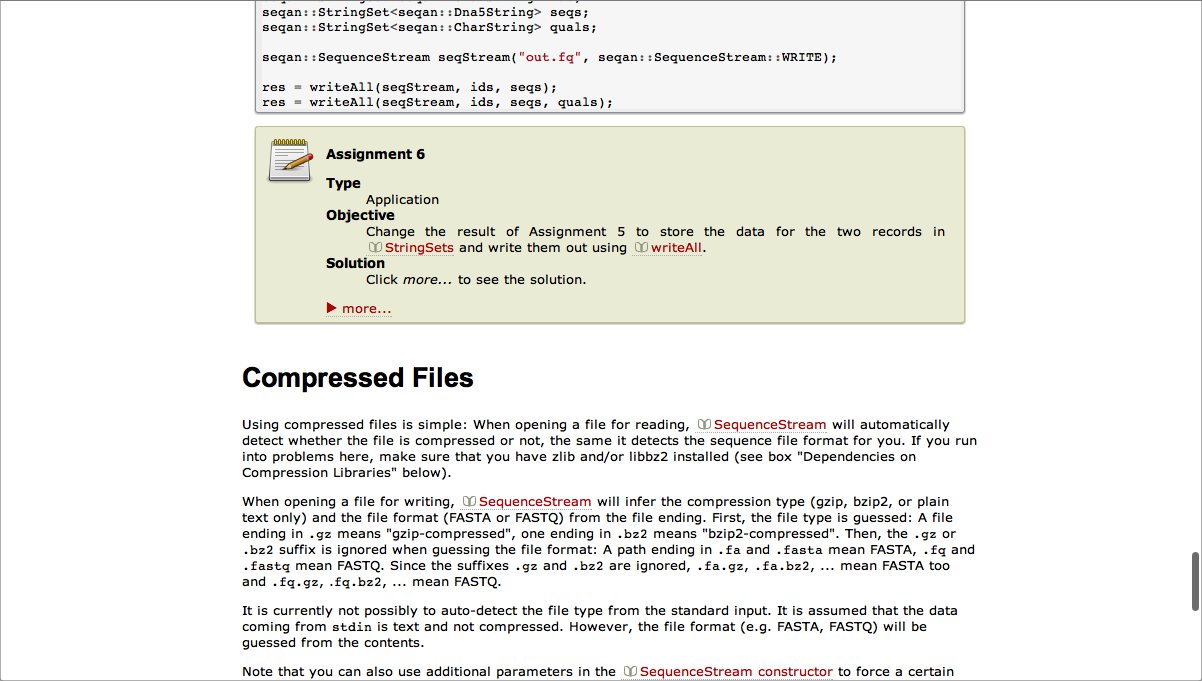 seqan::StringSet<seqan::Dna5String> seqs;
seqan::StringSet<seqan::CharString> quals;
seqan::SequenceStream seqStream("out.fq", seqan::SequenceStream::WRITE);
res = writeAll(seqStream, ids, seqs);
res = writeAll(seqStream, ids, seqs, quals);
Assignment 6
Type
Application
Objective
Change the result of Assignment 5 to store the data for the two records in
StringSets and write them out using writeAll.
Solution
Click more... to see the solution.
more...
Compressed Files
Using compressed files is simple: When opening a file for reading, SequenceStream will automatically
detect whether the file is compressed or not, the same it detects the sequence file format for you. If you run
into problems here, make sure that you have zlib and/or libbz2 installed (see box "Dependencies on
Compression Libraries" below).
When opening a file for writing, SequenceStream will infer the compression type (gzip, bzip2, or plain
text only) and the file format (FASTA or FASTQ) from the file ending. First, the file type is guessed: A file
ending in .gz means "gzip-compressed", one ending in .bz2 means "bzip2-compressed". Then, the .gz or
.bz2 suffix is ignored when guessing the file format: A path ending in .fa and .fasta mean FASTA, .fq and
.fastq mean FASTQ. Since the suffixes .gz and .bz2 are ignored, .fa.gz, .fa.bz2, ... mean FASTA too
and .fq.gz, .fq.bz2, ... mean FASTQ.
It is currently not possibly to auto-detect the file type from the standard input. It is assumed that the data
coming from stdin is text and not compressed. However, the file format (e.g. FASTA, FASTQ) will be
guessed from the contents.
Note that you can also use additional parameters in the SequenceStream constructor to force a certain